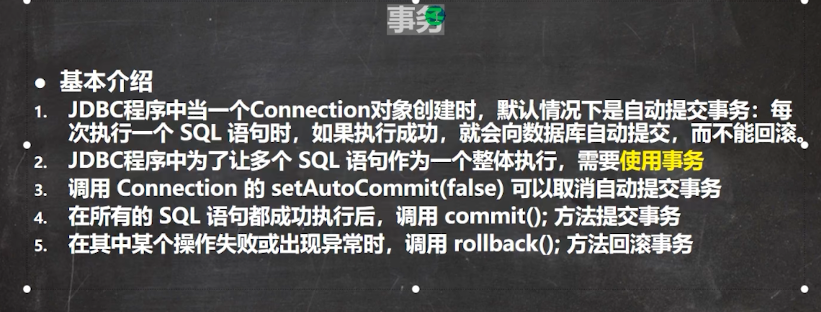 事务
● 基本介绍
1. JDBC程序中当一个Connection对象创建时，默认情况下是自动提交事务：每
次执行一个 SQL 语句时，如果执行成功，就会向数据库自动提交，而不能回滚。
2. JDBC程序中为了让多个 SQL 语句作为一个整体执行，需要使用事务
3. 调用 Connection 的 setAutoCommit(false) 可以取消自动提交事务
4. 在所有的 SQL 语句都成功执行后，调用 commit(); 方法提交事务
5. 在其中某个操作失败或出现异常时，调用 rollback(); 方法回滚事务